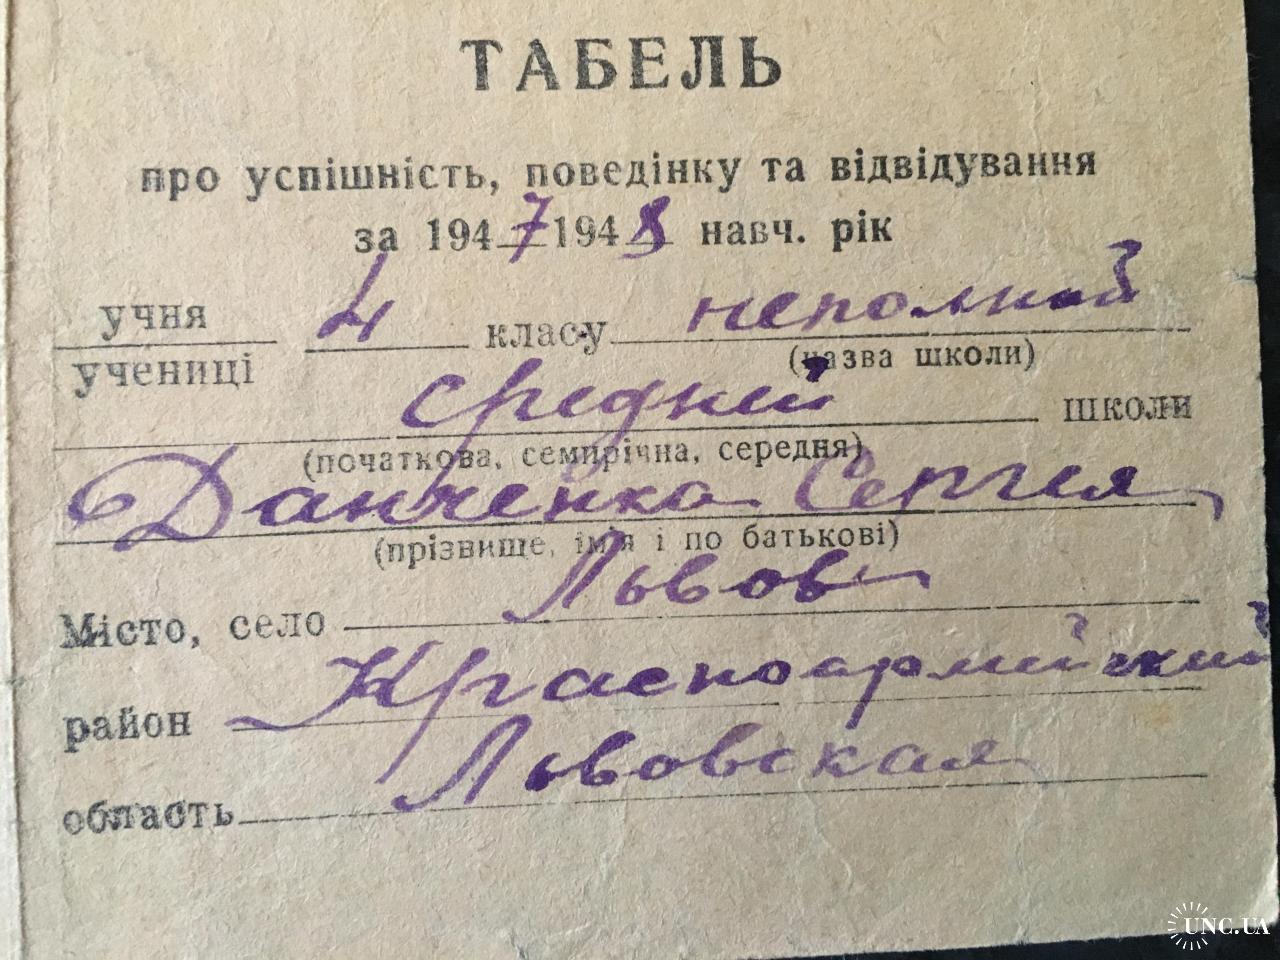 ТАБЕЛЬ
про успішність, поведінку та відвідування
за 1947 1948 навч. рік
учня 4 класу неполной
учениці (назва школи)
средней школи
(початкова, семирічна, середня)
Данченко Сергея
(прізвище, ім'я і по батькові)
Місто, село Львов
район Красноармийский
область Львовская
UNC.UA